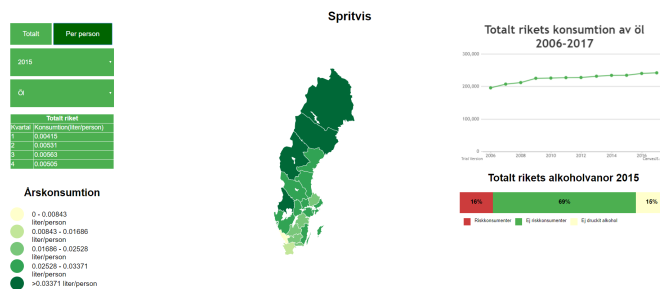 Spritvis
Totalt
Per person
2015
Öl
Totalt riket
Kvartal Konsumtion(liter/person)
1 0.00415
2 0.00531
3 0.00563
4 0.00505
Årskonsumtion
0 - 0.00843
liter/person
0.00843 - 0.01686
liter/person
0.01686 - 0.02528
liter/person
0.02528 - 0.03371
liter/person
>0.03371 liter/person
Totalt rikets konsumtion av öl
2006-2017
300,000
200,000
100,000
2006 2008 2010 2012 2014 2016
Trial Version
Totalt rikets alkoholvanor 2015
16% 69% 15%
Riskkonsumenter Ej riskkonsumenter Ej druckit alkohol